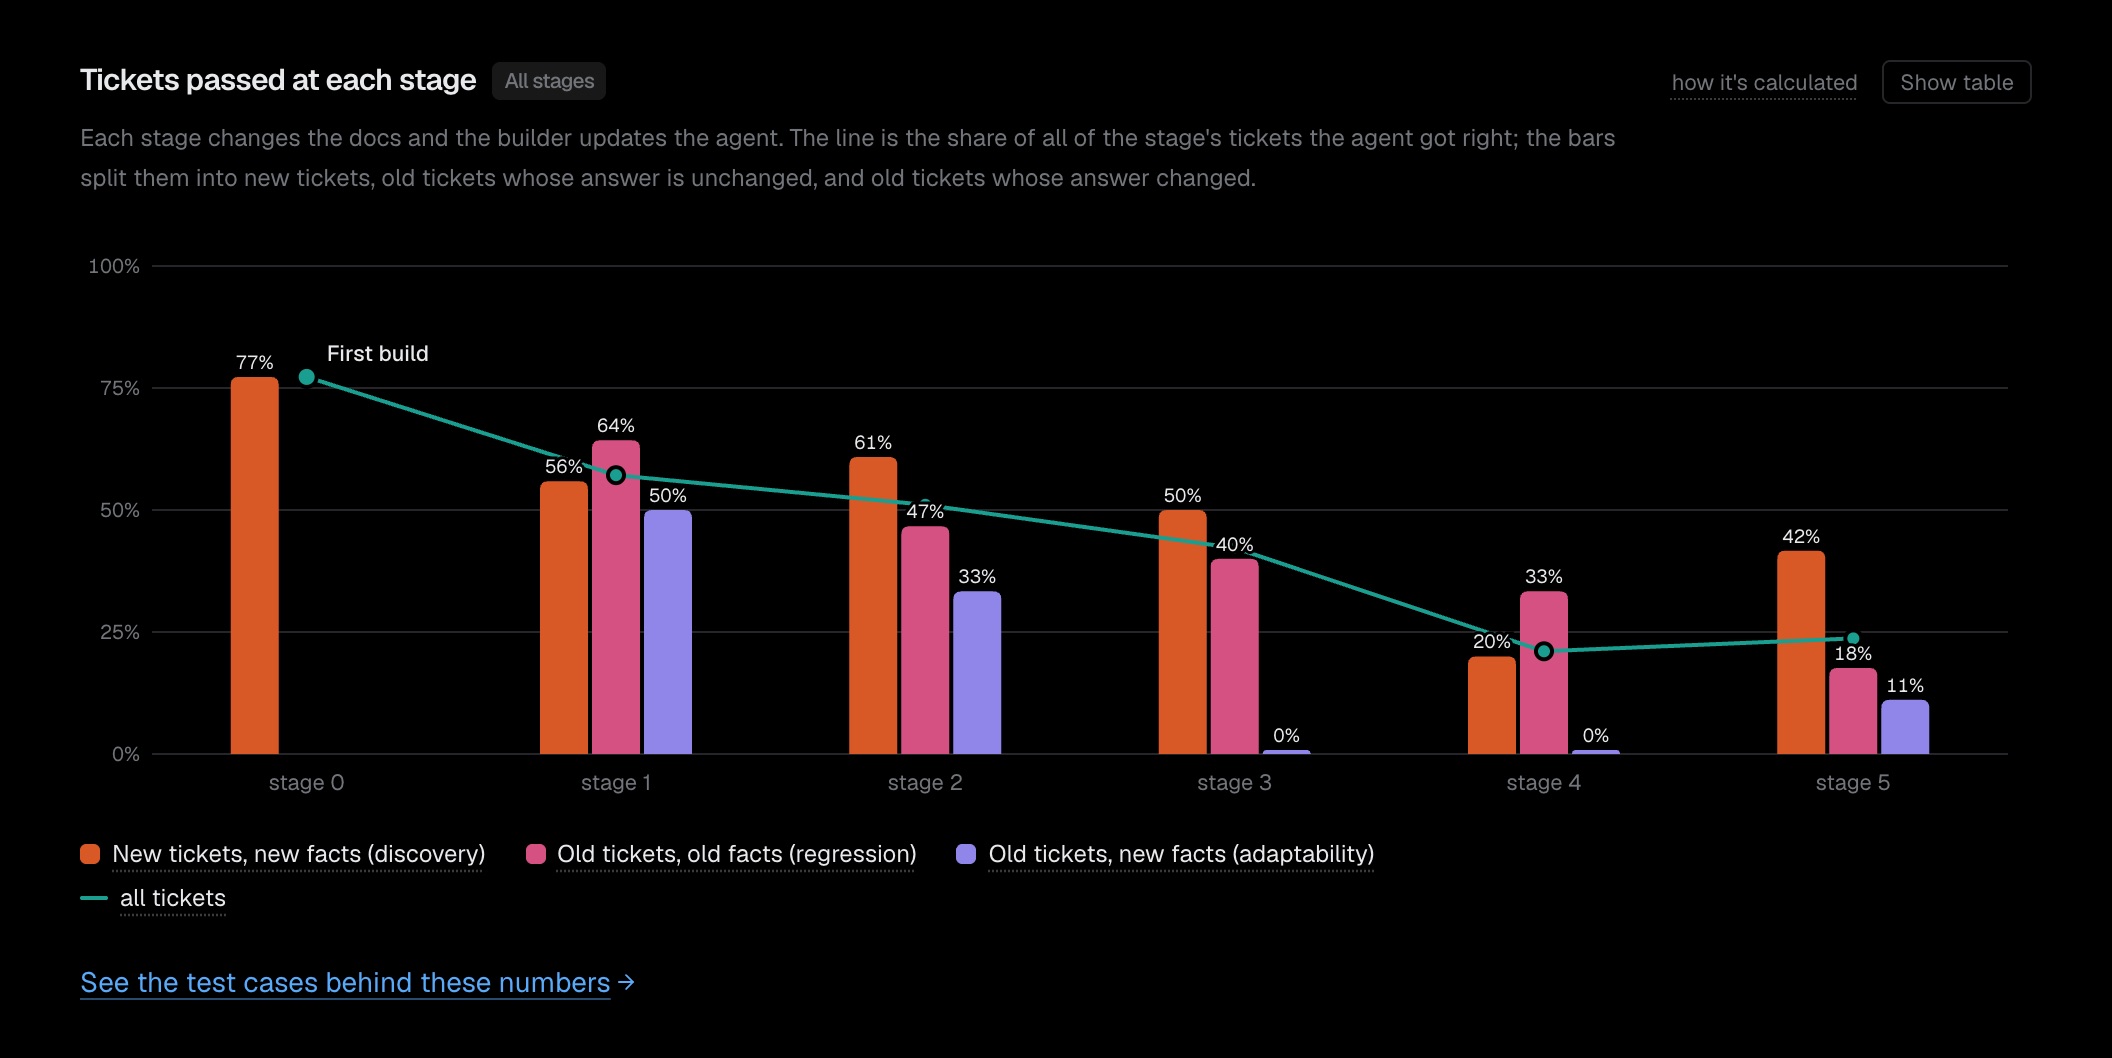 Tickets passed at each stage
All stages
how it's calculated
Show table
Each stage changes the docs and the builder updates the agent. The line is the share of all of the stage's tickets the agent got right; the bars
split them into new tickets, old tickets whose answer is unchanged, and old tickets whose answer changed.
100%
75%
50%
25%
0%
77%
First build
56%
64%
50%
61%
47%
33%
50%
40%
0%
20%
33%
0%
42%
18%
11%
stage 0
stage 1
stage 2
stage 3
stage 4
stage 5
New tickets, new facts (discovery)
Old tickets, old facts (regression)
Old tickets, new facts (adaptability)
all tickets
See the test cases behind these numbers →